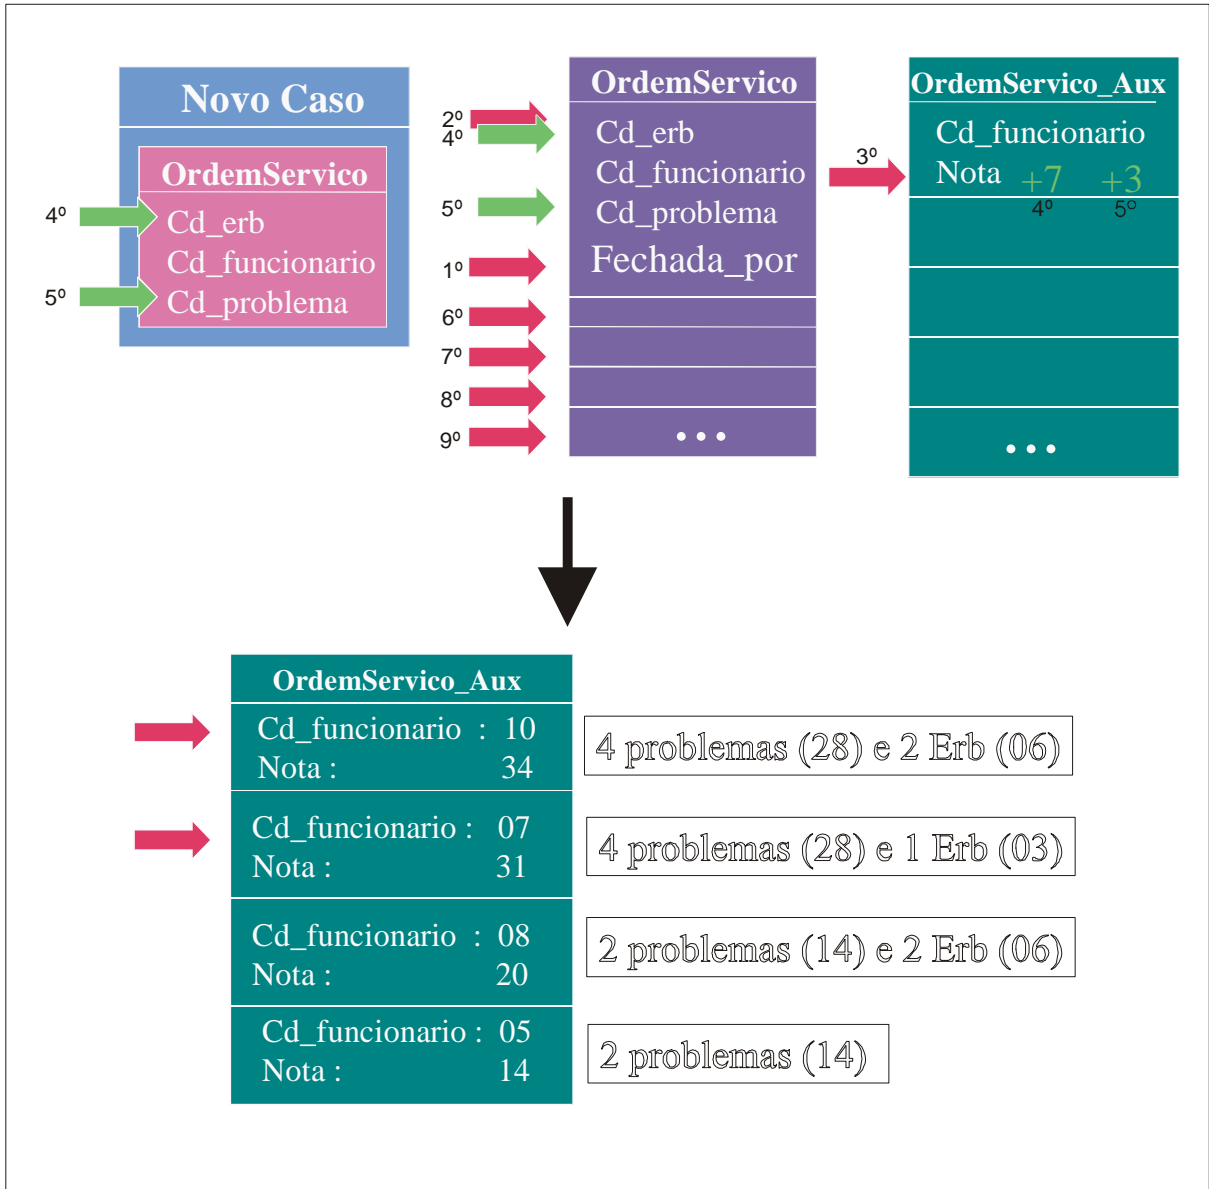 Novo Caso
OrdemServico
4º
Cd_erb
Cd_funcionario
5º
Cd_problema
OrdemServico
2º
4º
Cd_erb
Cd_funcionario
5º
Cd_problema
1º
Fechada_por
6º
7º
8º
9º
...
OrdemServico_Aux
3º
Cd_funcionario
Nota +7 +3
4º 5º
...
OrdemServico_Aux
Cd_funcionario : 10
Nota : 34
4 problemas (28) e 2 Erb (06)
Cd_funcionario : 07
Nota : 31
4 problemas (28) e 1 Erb (03)
Cd_funcionario : 08
Nota : 20
2 problemas (14) e 2 Erb (06)
Cd_funcionario : 05
Nota : 14
2 problemas (14)